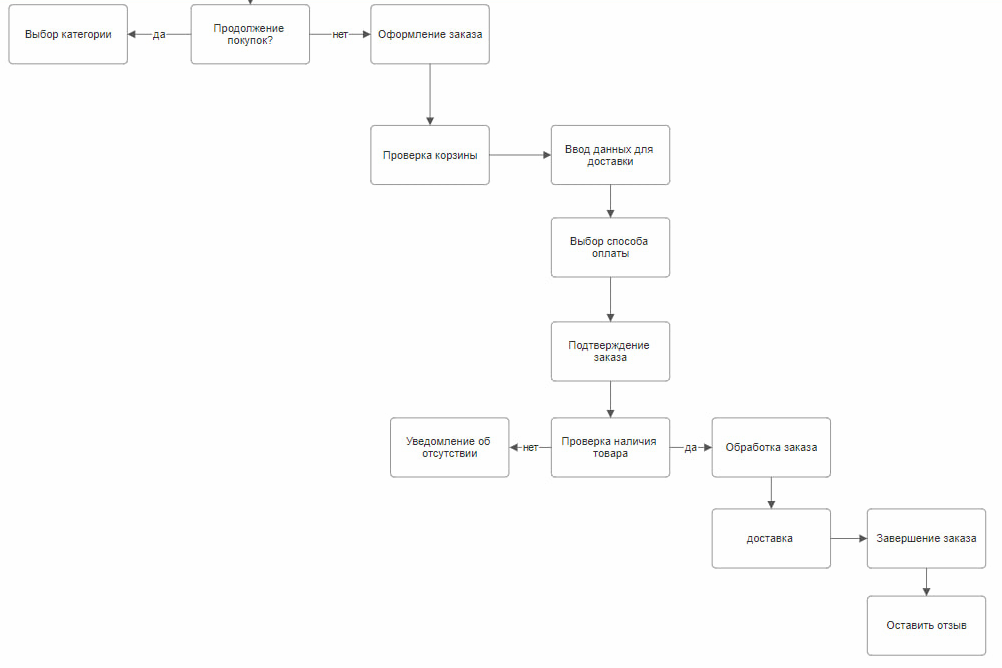 Выбор категории
да
Продолжение
покупок?
нет
Оформление заказа
Проверка корзины
Ввод данных для
доставки
Выбор способа
оплаты
Подтверждение
заказа
Уведомление об
отсутствии
нет
Проверка наличия
товара
да
Обработка заказа
доставка
Завершение заказа
Оставить отзыв